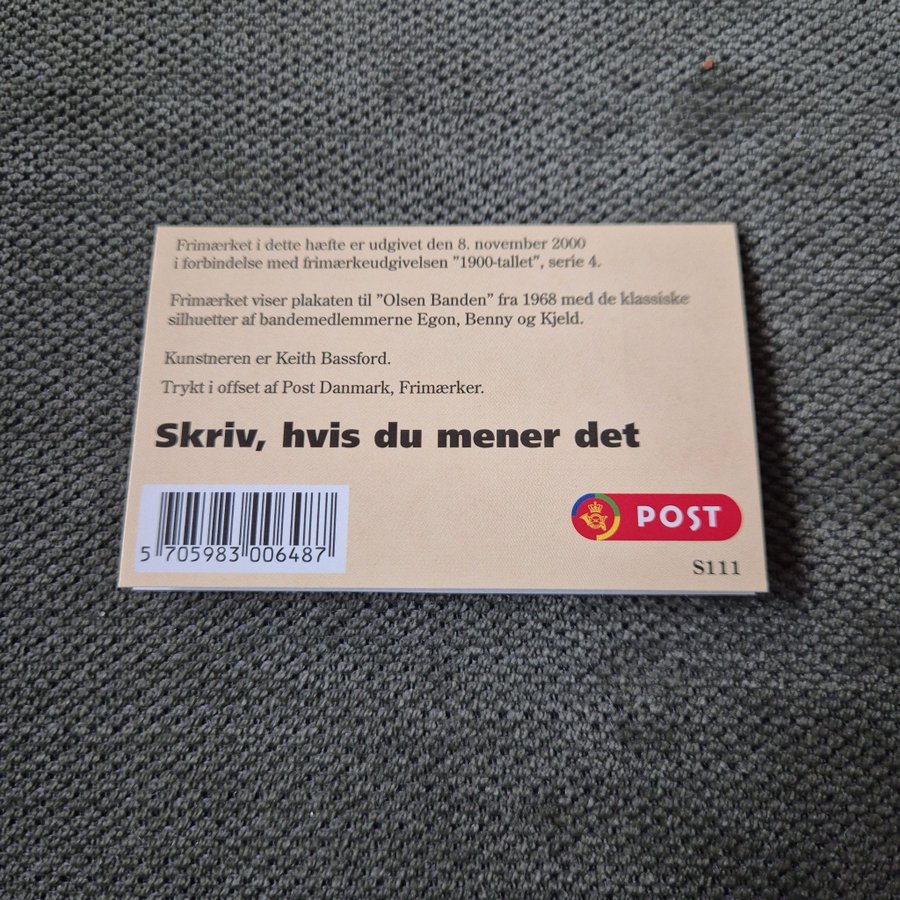 Frimærket i dette hæfte er udgivet den 8. november 2000
i forbindelse med frimærkeudgivelsen "1900-tallet", serie 4.
Frimærket viser plakaten til "Olsen Banden" fra 1968 med de klassiske
silhuetter af bandemedlemmerne Egon, Benny og Kjeld.
Kunstneren er Keith Bassford.
Trykt i offset af Post Danmark, Frimærker.
Skriv, hvis du mener det
5 705983 006487
POST
S111